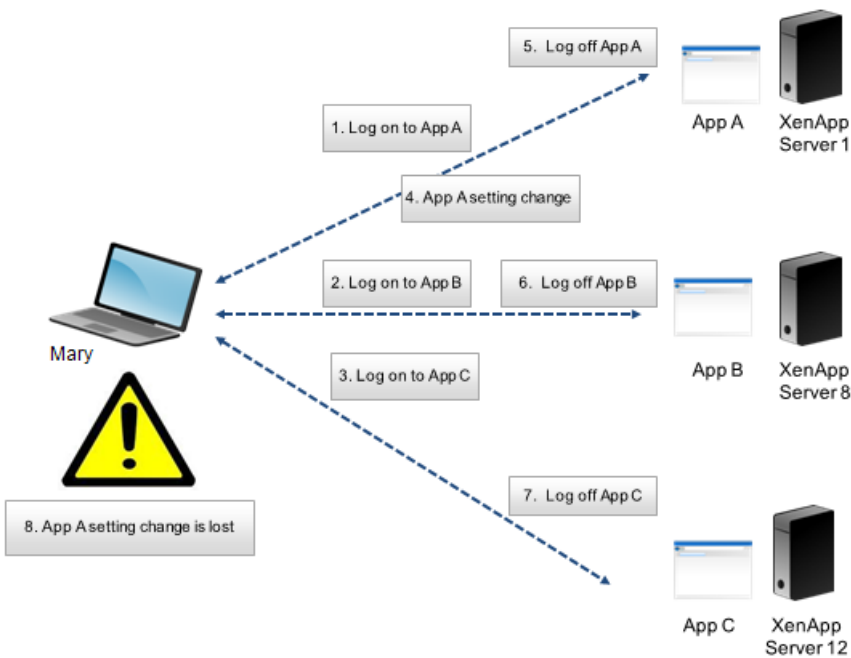 5. Log off App A
1. Log on to App A
App A
XenApp
Server 1
4. App A setting change
2. Log on to App B
6. Log off App B
Mary
App B
XenApp
Server 8
3. Log on to App C
7. Log off App C
8. App A setting change is lost
App C
XenApp
Server 12